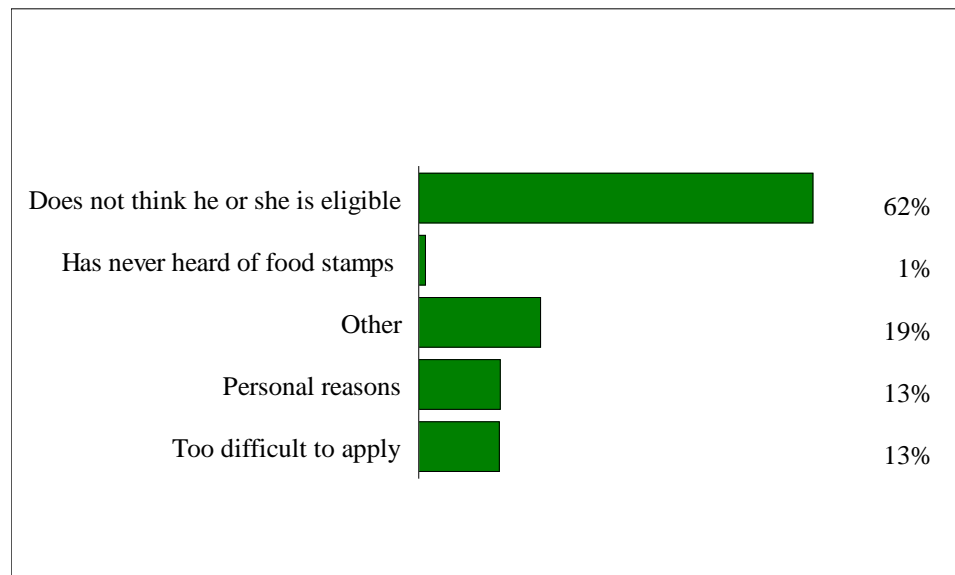 Does not think he or she is eligible 62%
Has never heard of food stamps 1%
Other 19%
Personal reasons 13%
Too difficult to apply 13%